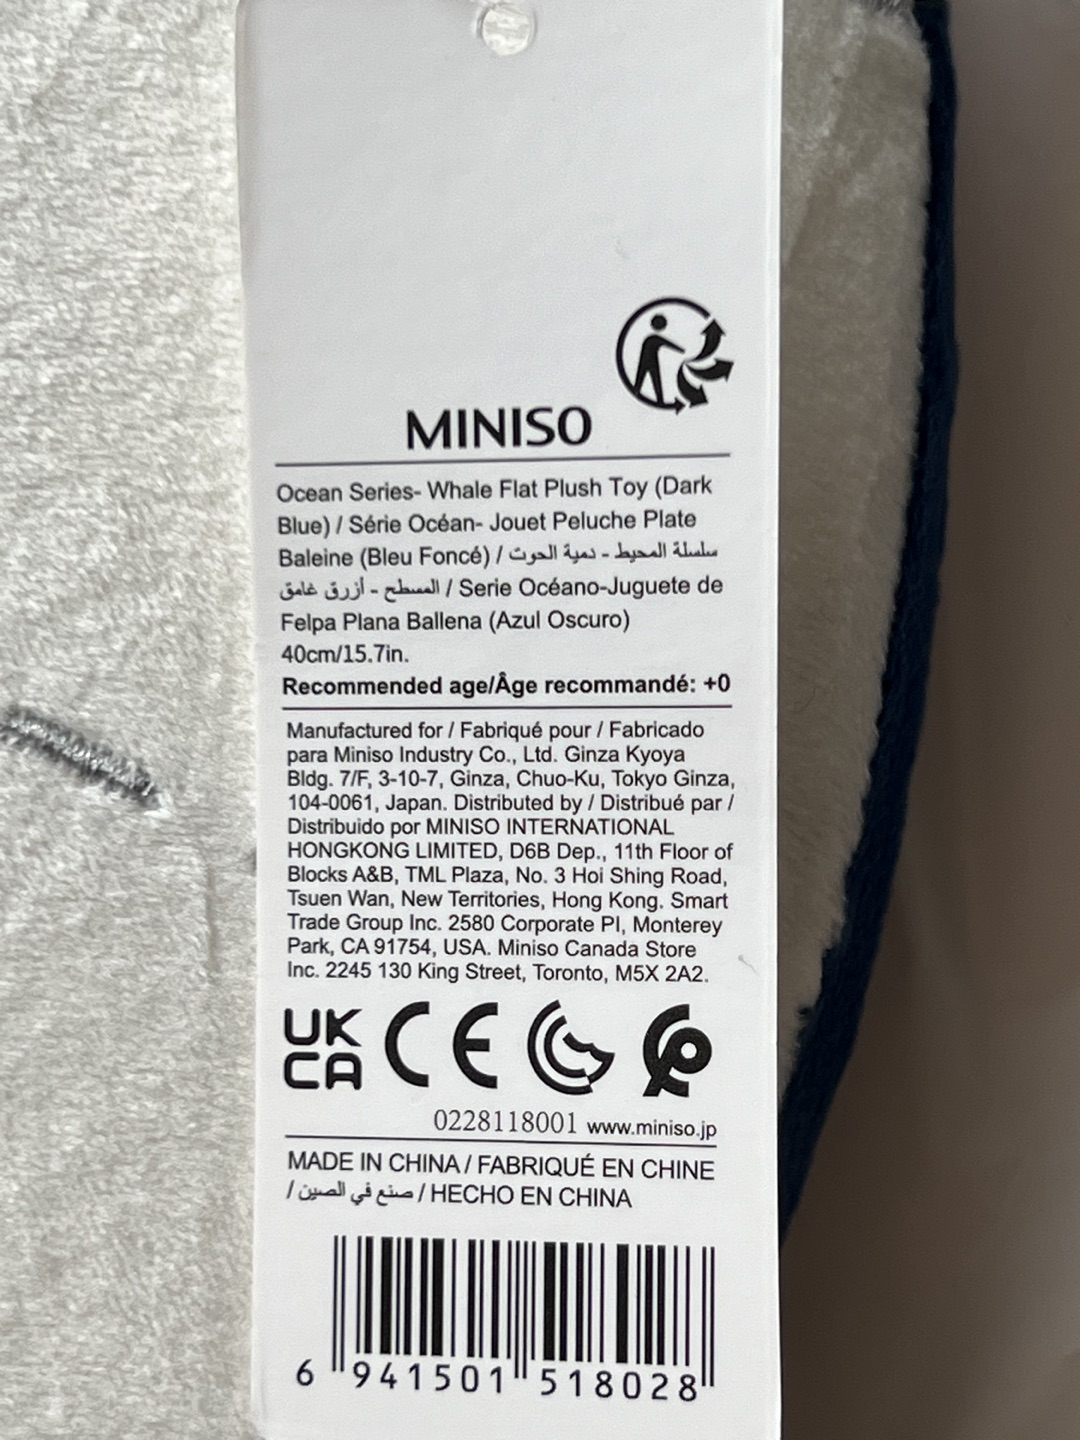 MINISO
Ocean Series- Whale Flat Plush Toy (Dark
Blue) / Série Océan- Jouet Peluche Plate
Baleine (Bleu Foncé) / سلسلة المحيط - دمية الحوت
المسطح - أزرق غامق / Serie Océano-Juguete de
Felpa Plana Ballena (Azul Oscuro)
40cm/15.7in.
Recommended age/Âge recommandé: +0
Manufactured for / Fabriqué pour / Fabricado
para Miniso Industry Co., Ltd. Ginza Kyoya
Bldg. 7/F, 3-10-7, Ginza, Chuo-Ku, Tokyo Ginza,
104-0061, Japan. Distributed by / Distribué par /
Distribuido por MINISO INTERNATIONAL
HONGKONG LIMITED, D6B Dep., 11th Floor of
Blocks A&B, TML Plaza, No. 3 Hoi Shing Road,
Tsuen Wan, New Territories, Hong Kong. Smart
Trade Group Inc. 2580 Corporate Pl, Monterey
Park, CA 91754, USA. Miniso Canada Store
Inc. 2245 130 King Street, Toronto, M5X 2A2.
UK
CA CE
0228118001 www.miniso.jp
MADE IN CHINA / FABRIQUÉ EN CHINE
/ صنع في الصين / HECHO EN CHINA
6 941501 518028